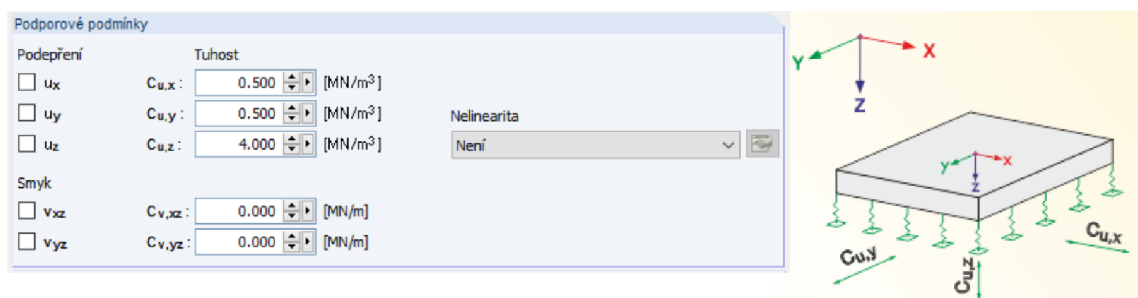 Podporové podmínky
Podepření Tuhost
ux Cu,x : 0.500 [MN/m³]
uy Cu,y : 0.500 [MN/m³]
uz Cu,z : 4.000 [MN/m³]
Nelinearita
Není
Smyk
vxz Cv,xz : 0.000 [MN/m]
vyz Cv,yz : 0.000 [MN/m]
Y X
Z
y x
z
Cu,y Cu,z Cu,x